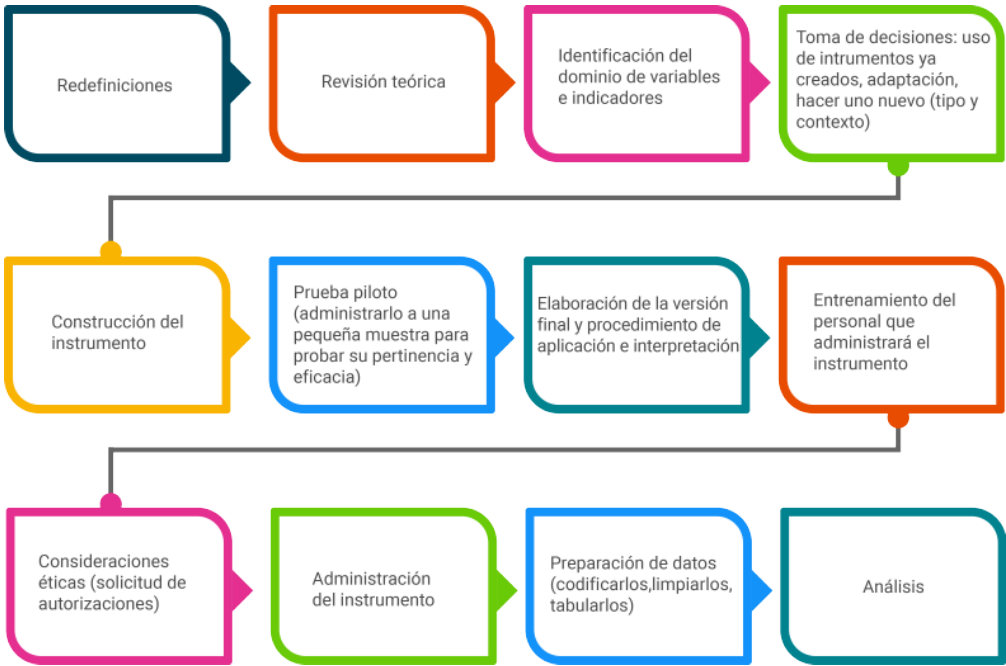 Redefiniciones
Revisión teórica
Identificación del
dominio de variables
e indicadores
Toma de decisiones: uso
de intrumentos ya
creados, adaptación,
hacer uno nuevo (tipo y
contexto)
Construcción del
instrumento
Prueba piloto
(administrarlo a una
pequeña muestra para
probar su pertinencia y
eficacia)
Elaboración de la versión
final y procedimiento de
aplicación e interpretación
Entrenamiento del
personal que
administrará el
instrumento
Consideraciones
éticas (solicitud de
autorizaciones)
Administración
del instrumento
Preparación de datos
(codificarlos,limpiarlos,
tabularlos)
Análisis